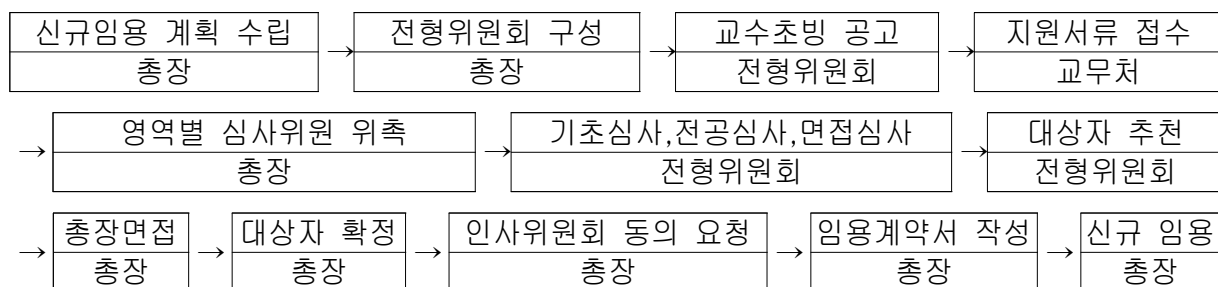 신규임용 계획 수립 → 전형위원회 구성 → 교수초빙 공고 → 지원서류 접수
총장 총장 전형위원회 교무처
→ 영역별 심사위원 위촉 → 기초심사,전공심사,면접심사 → 대상자 추천
총장 전형위원회 전형위원회
→ 총장면접 → 대상자 확정 → 인사위원회 동의 요청 → 임용계약서 작성 → 신규 임용
총장 총장 총장 총장 총장